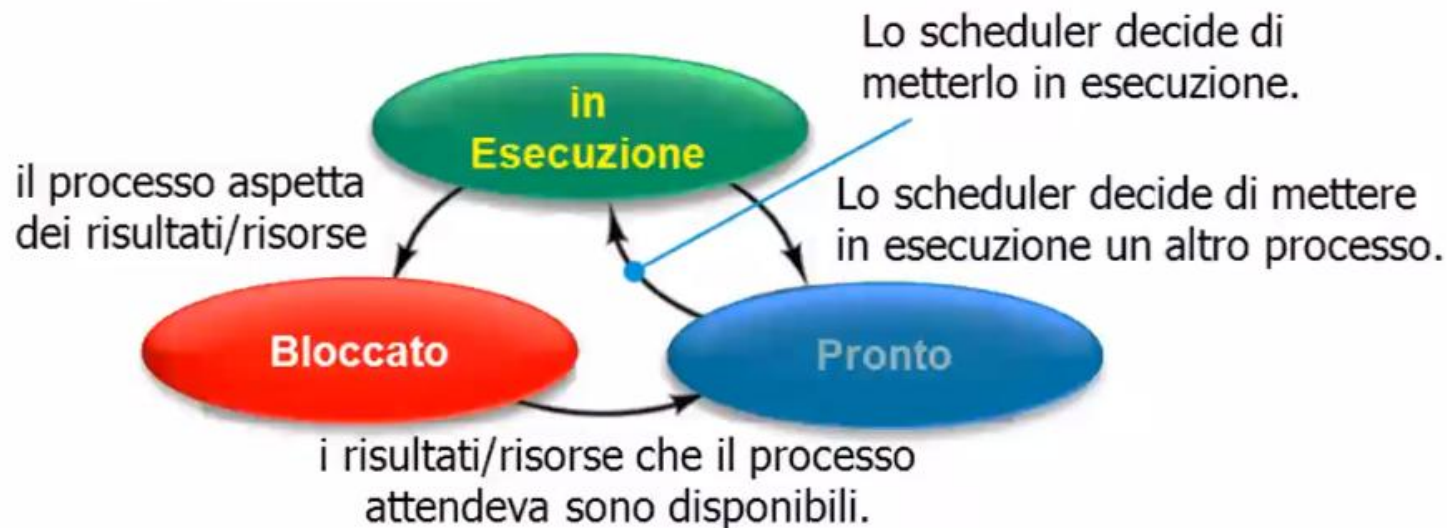 Lo scheduler decide di
metterlo in esecuzione.
in
Esecuzione
il processo aspetta
dei risultati/risorse
Lo scheduler decide di mettere
in esecuzione un altro processo.
Bloccato
Pronto
i risultati/risorse che il processo
attendeva sono disponibili.